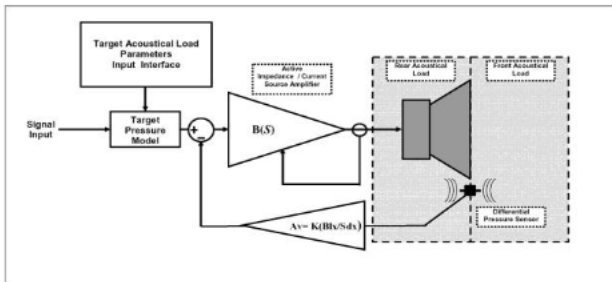 Target Acoustical Load
Parameters
Input Interface
Active
Impedance / Current
Source Amplifier
Rear Acoustical
Load
Front Acoustical
Load
Signal
Input
Target
Pressure
Model
+
−
B(S)
Differential
Pressure Sensor
Av= K(Blx/Sdx)